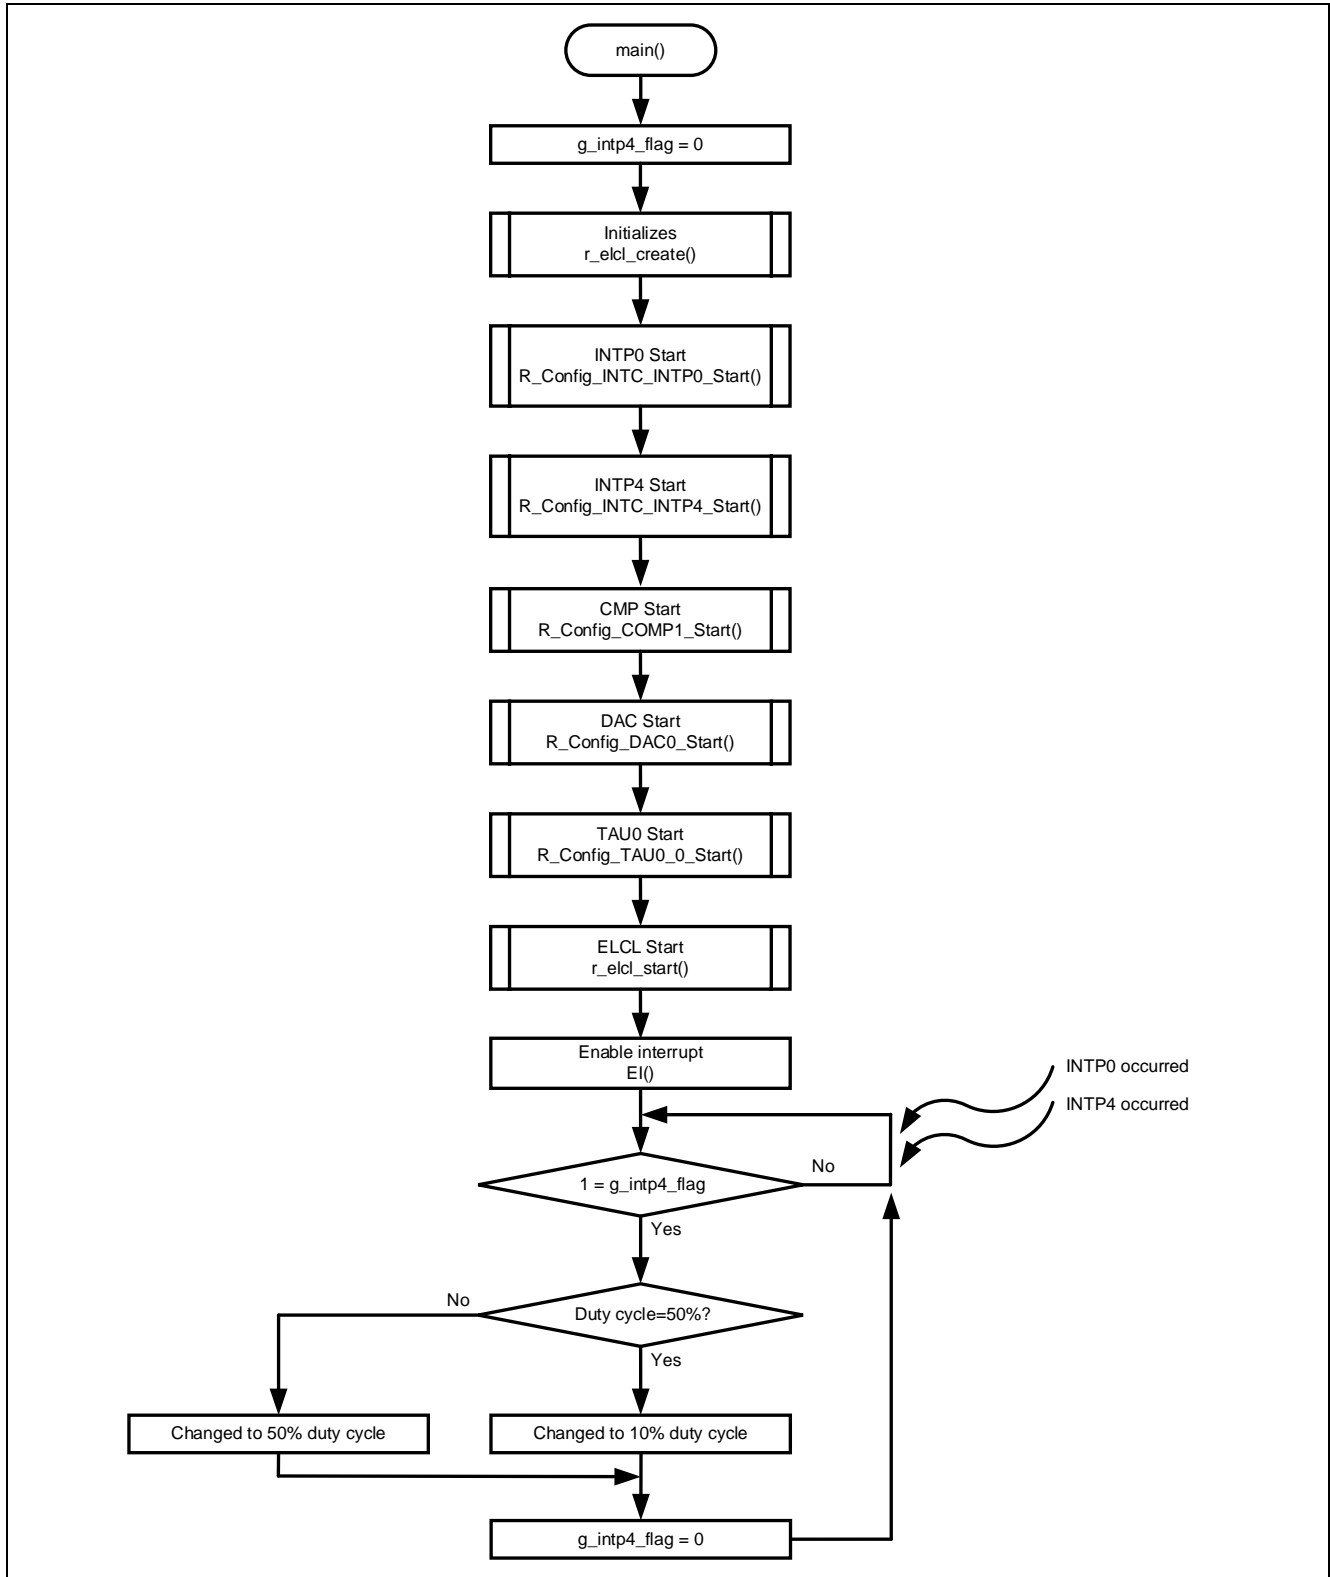 main()
g_intp4_flag = 0
Initializes
r_elcl_create()
INTP0 Start
R_Config_INTC_INTP0_Start()
INTP4 Start
R_Config_INTC_INTP4_Start()
CMP Start
R_Config_COMP1_Start()
DAC Start
R_Config_DAC0_Start()
TAU0 Start
R_Config_TAU0_0_Start()
ELCL Start
r_elcl_start()
Enable interrupt
EI()
INTP0 occurred
INTP4 occurred
1 = g_intp4_flag
No
Yes
Duty cycle=50%?
No
Yes
Changed to 50% duty cycle
Changed to 10% duty cycle
g_intp4_flag = 0